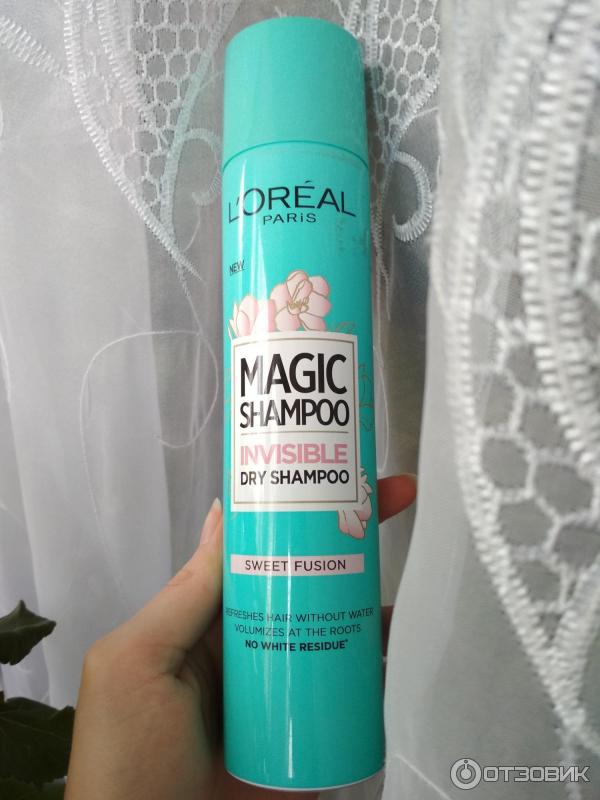 L'ORÉAL
PARiS
NEW
MAGIC
SHAMPOO
INVISIBLE
DRY SHAMPOO
SWEET FUSION
REFRESHES HAIR WITHOUT WATER
VOLUMIZES AT THE ROOTS
NO WHITE RESIDUE*
ОТЗОВИК